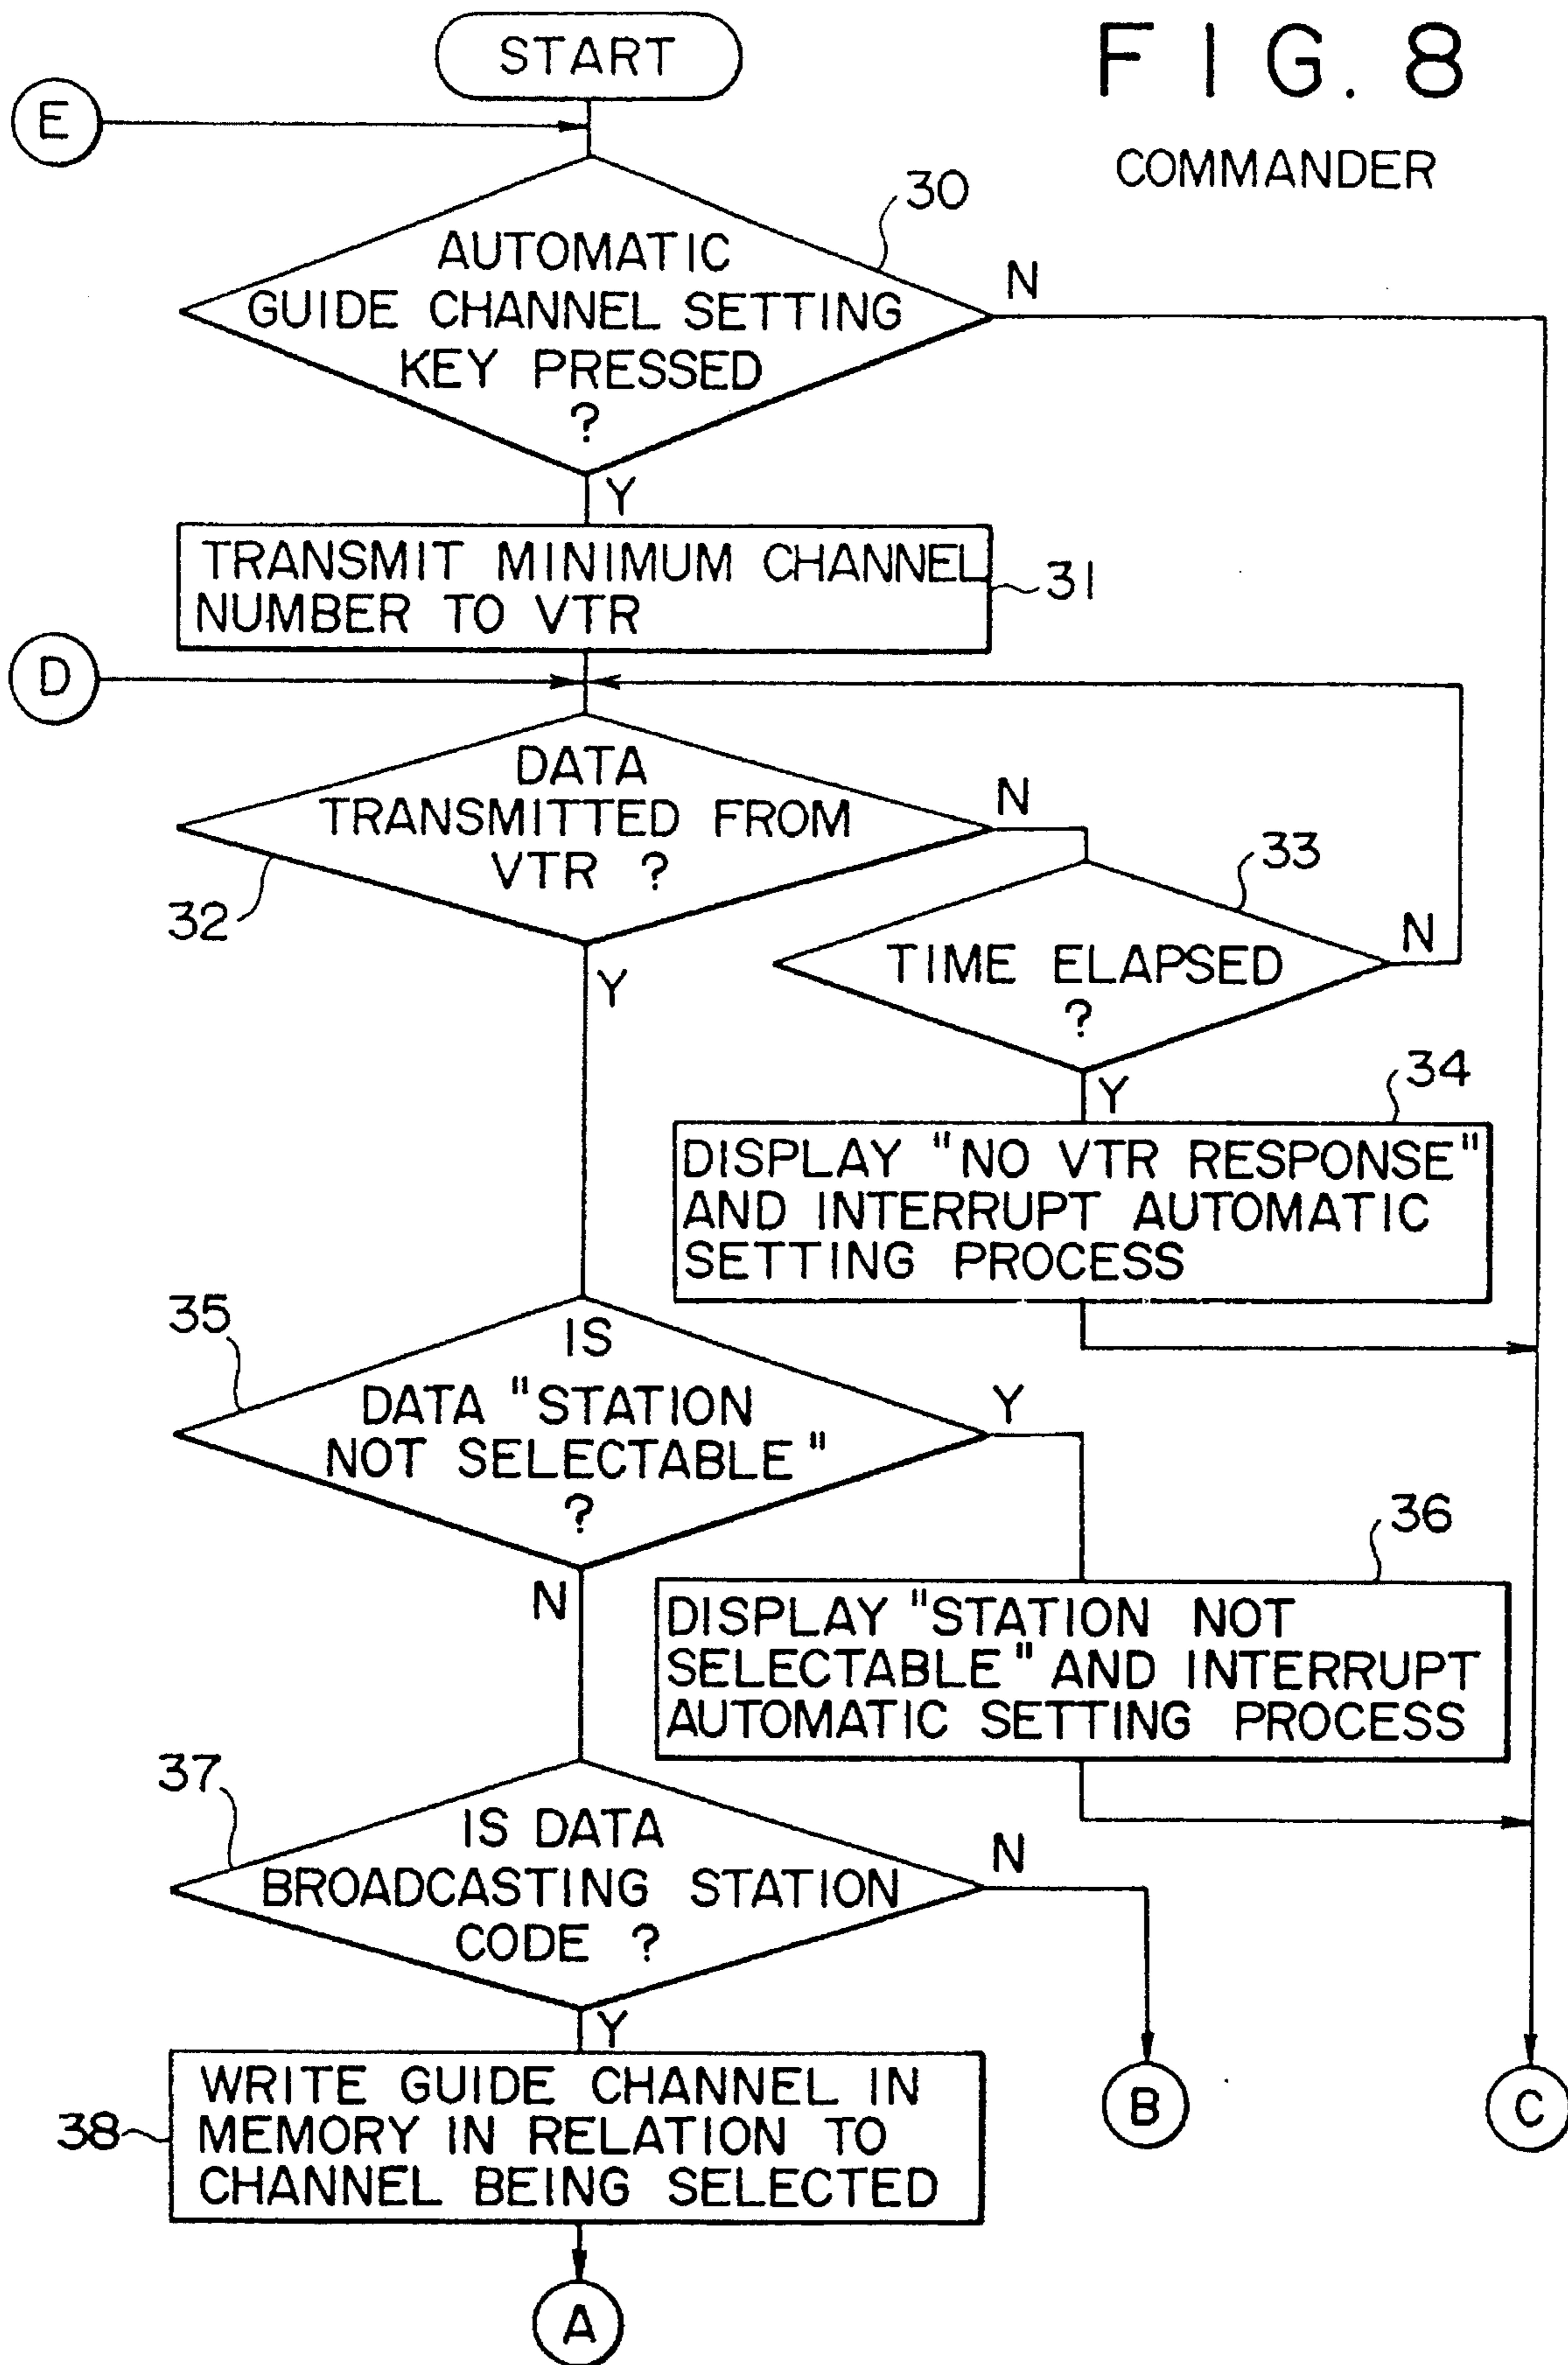 FIG. 8
COMMANDER
START
E
30
AUTOMATIC
GUIDE CHANNEL SETTING
KEY PRESSED
?
N
Y
TRANSMIT MINIMUM CHANNEL
NUMBER TO VTR
31
D
DATA
TRANSMITTED FROM
VTR ?
N
32
Y
33
TIME ELAPSED
?
N
Y
34
DISPLAY "NO VTR RESPONSE"
AND INTERRUPT AUTOMATIC
SETTING PROCESS
35
IS
DATA "STATION
NOT SELECTABLE"
?
Y
N
36
DISPLAY "STATION NOT
SELECTABLE" AND INTERRUPT
AUTOMATIC SETTING PROCESS
37
IS DATA
BROADCASTING STATION
CODE ?
N
Y
38
WRITE GUIDE CHANNEL IN
MEMORY IN RELATION TO
CHANNEL BEING SELECTED
B
C
A